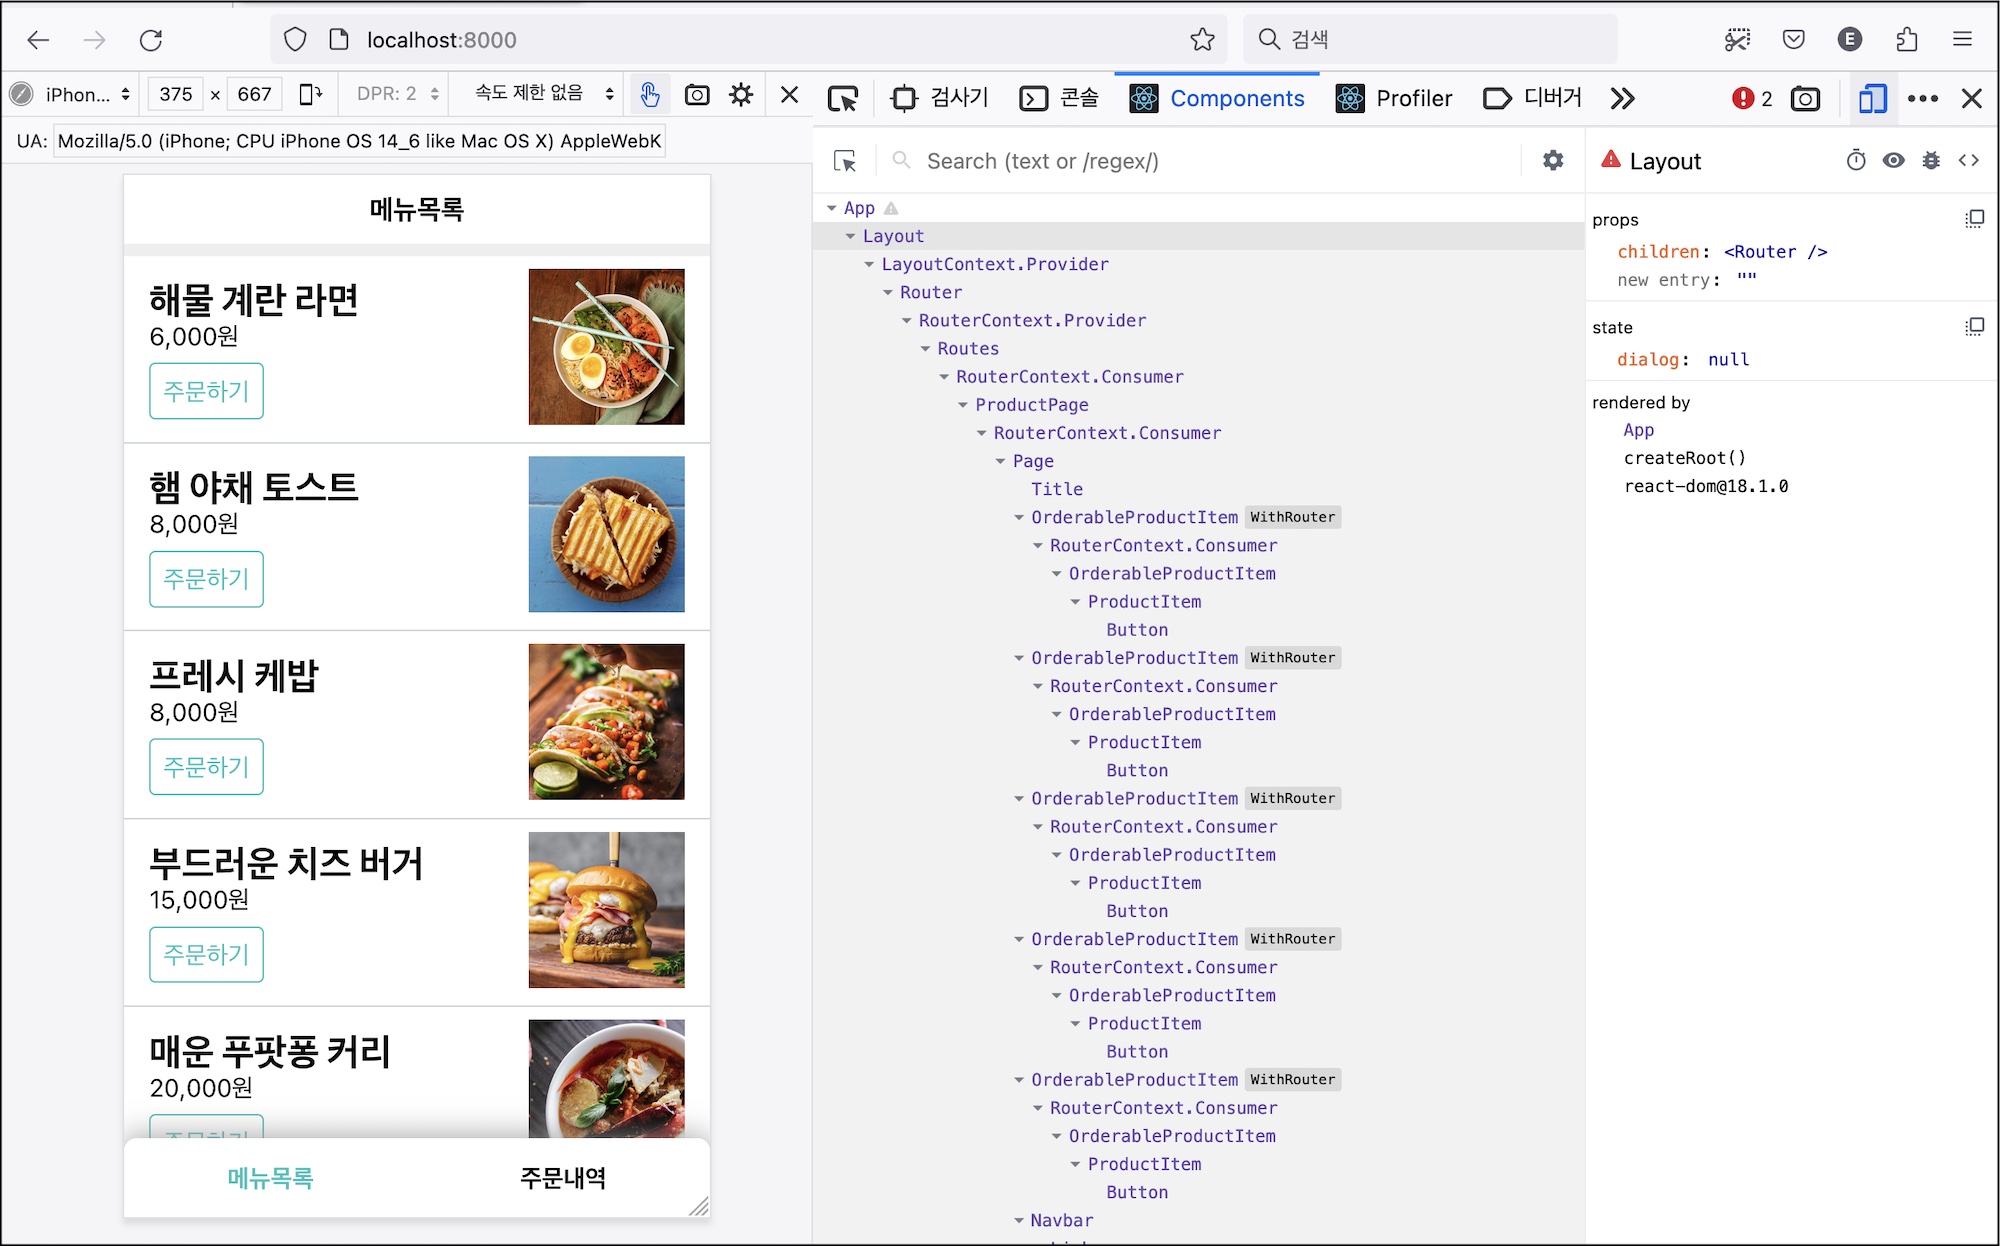 localhost:8000
검색
iPhon...
375 × 667
DPR: 2
속도 제한 없음
검사기
콘솔
Components
Profiler
디버거
2
UA: Mozilla/5.0 (iPhone; CPU iPhone OS 14_6 like Mac OS X) AppleWebK
메뉴목록
해물 계란 라면
6,000원
주문하기
햄 야채 토스트
8,000원
주문하기
프레시 케밥
8,000원
주문하기
부드러운 치즈 버거
15,000원
주문하기
매운 푸팟퐁 커리
20,000원
메뉴목록
주문내역
Search (text or /regex/)
App
Layout
LayoutContext.Provider
Router
RouterContext.Provider
Routes
RouterContext.Consumer
ProductPage
RouterContext.Consumer
Page
Title
OrderableProductItem WithRouter
RouterContext.Consumer
OrderableProductItem
ProductItem
Button
OrderableProductItem WithRouter
RouterContext.Consumer
OrderableProductItem
ProductItem
Button
OrderableProductItem WithRouter
RouterContext.Consumer
OrderableProductItem
ProductItem
Button
OrderableProductItem WithRouter
RouterContext.Consumer
OrderableProductItem
ProductItem
Button
OrderableProductItem WithRouter
RouterContext.Consumer
OrderableProductItem
ProductItem
Button
Navbar
Layout
props
children: <Router />
new entry: ""
state
dialog: null
rendered by
App
createRoot()
react-dom@18.1.0
E